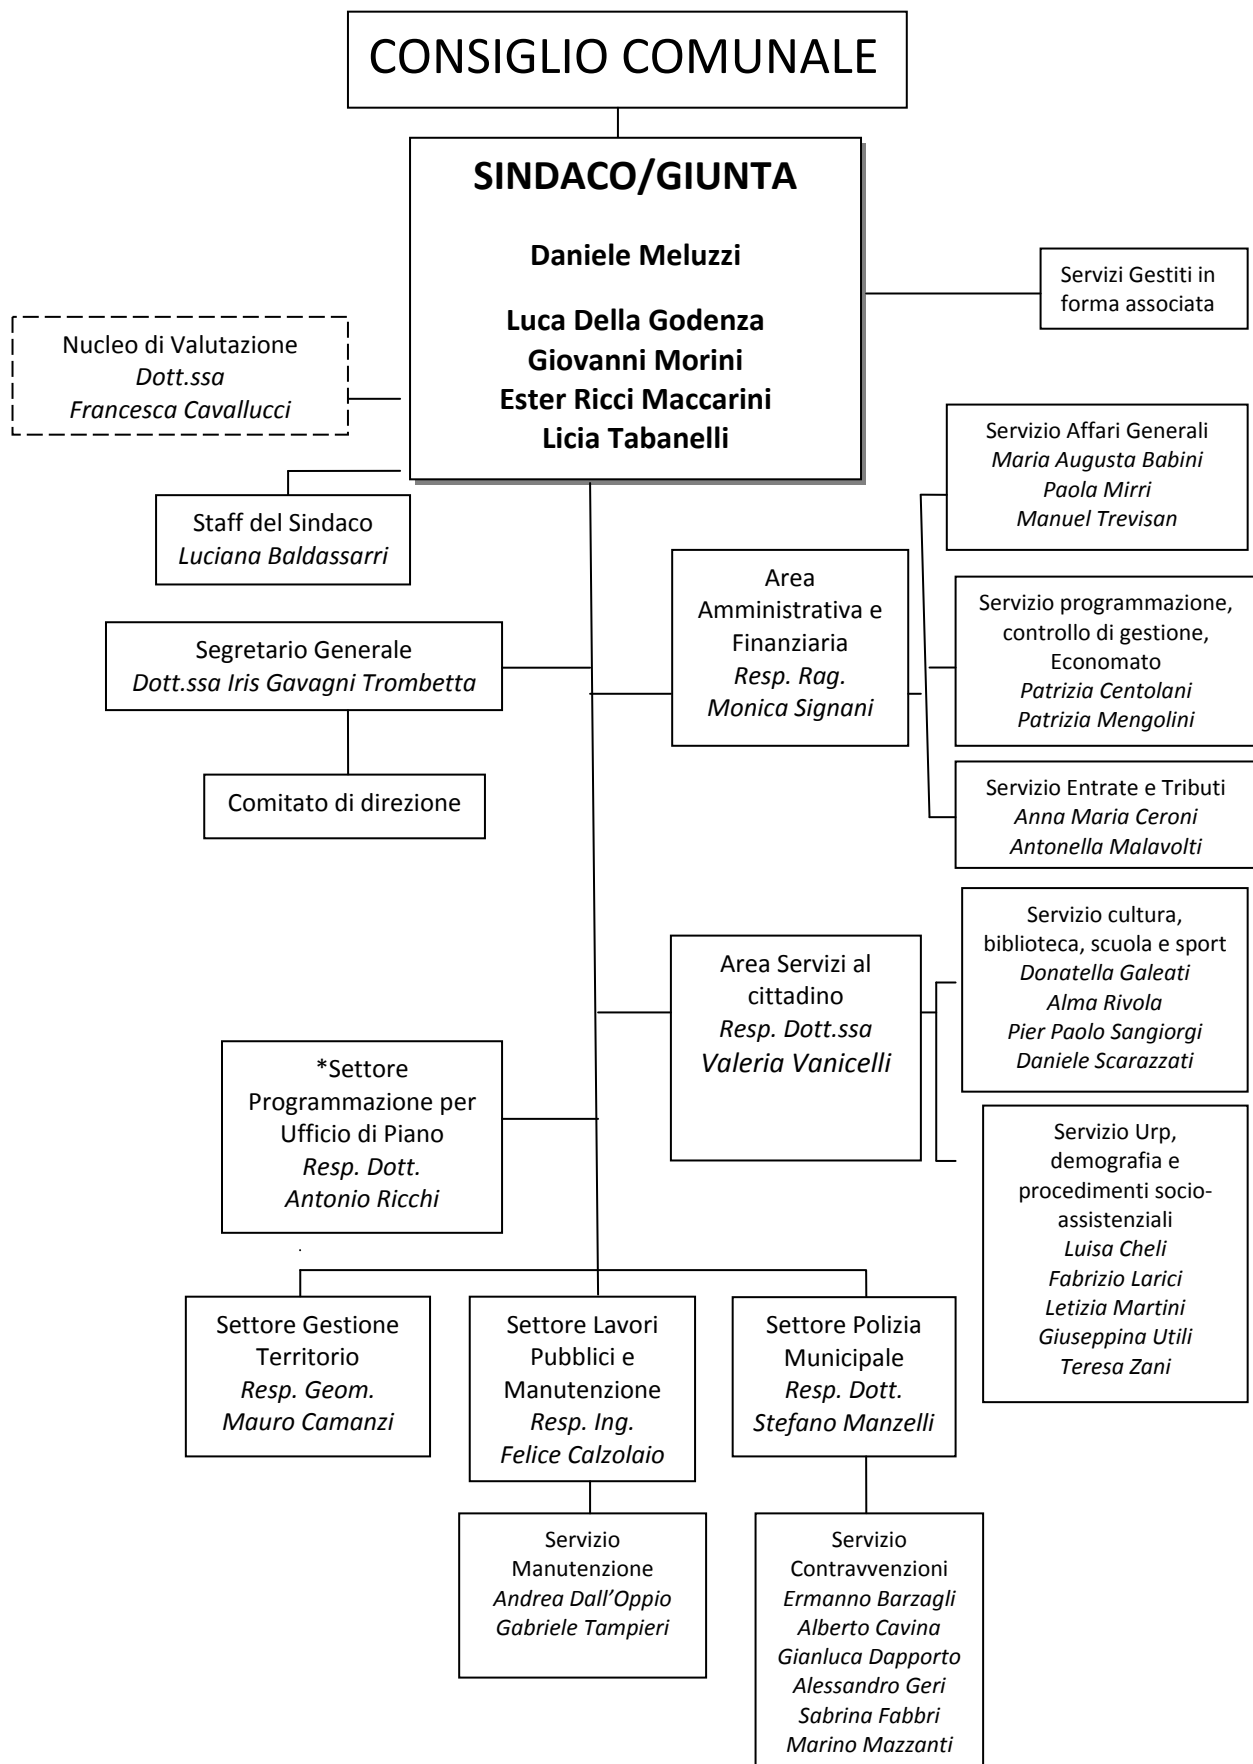 CONSIGLIO COMUNALE
SINDACO/GIUNTA
Daniele Meluzzi
Luca Della Godenza
Giovanni Morini
Ester Ricci Maccarini
Licia Tabanelli
Servizi Gestiti in
forma associata
Nucleo di Valutazione
Dott.ssa
Francesca Cavallucci
Staff del Sindaco
Luciana Baldassarri
Servizio Affari Generali
Maria Augusta Babini
Paola Mirri
Manuel Trevisan
Area
Amministrativa e
Finanziaria
Resp. Rag.
Monica Signani
Servizio programmazione,
controllo di gestione,
Economato
Patrizia Centolani
Patrizia Mengolini
Segretario Generale
Dott.ssa Iris Gavagni Trombetta
Comitato di direzione
Servizio Entrate e Tributi
Anna Maria Ceroni
Antonella Malavolti
Area Servizi al
cittadino
Resp. Dott.ssa
Valeria Vanicelli
Servizio cultura,
biblioteca, scuola e sport
Donatella Galeati
Alma Rivola
Pier Paolo Sangiorgi
Daniele Scarazzati
*Settore
Programmazione per
Ufficio di Piano
Resp. Dott.
Antonio Ricchi
.
Servizio Urp,
demografia e
procedimenti socio-
assistenziali
Luisa Cheli
Fabrizio Larici
Letizia Martini
Giuseppina Utili
Teresa Zani
Settore Gestione
Territorio
Resp. Geom.
Mauro Camanzi
Settore Lavori
Pubblici e
Manutenzione
Resp. Ing.
Felice Calzolaio
Settore Polizia
Municipale
Resp. Dott.
Stefano Manzelli
Servizio
Manutenzione
Andrea Dall’Oppio
Gabriele Tampieri
Servizio
Contravvenzioni
Ermanno Barzagli
Alberto Cavina
Gianluca Dapporto
Alessandro Geri
Sabrina Fabbri
Marino Mazzanti